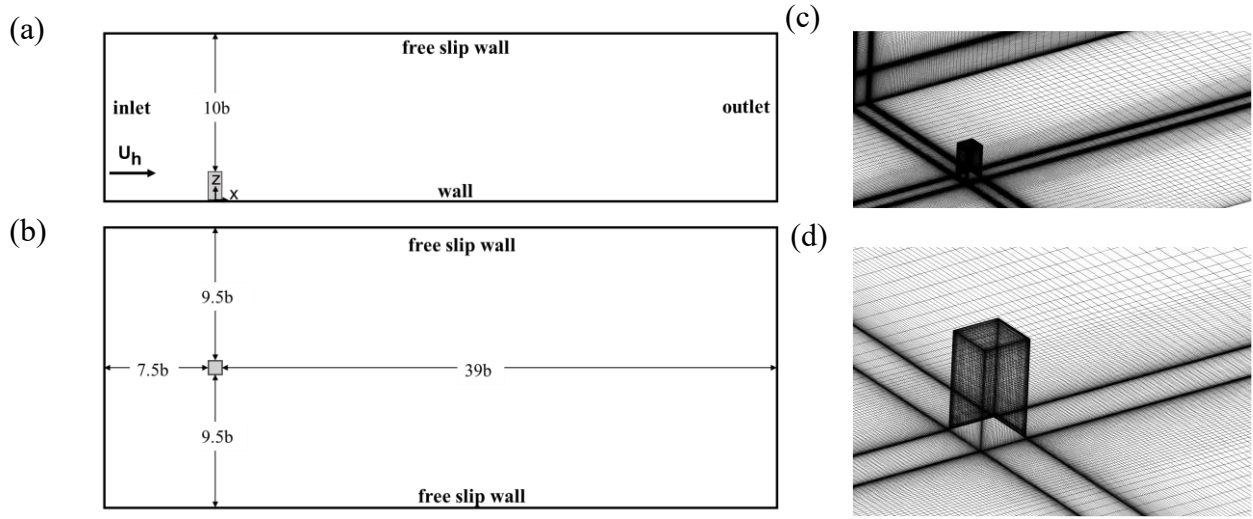 (a)
free slip wall
10b
inlet
outlet
U_h
Z
X
wall
(b)
free slip wall
9.5b
7.5b
39b
9.5b
free slip wall
(c)
(d)